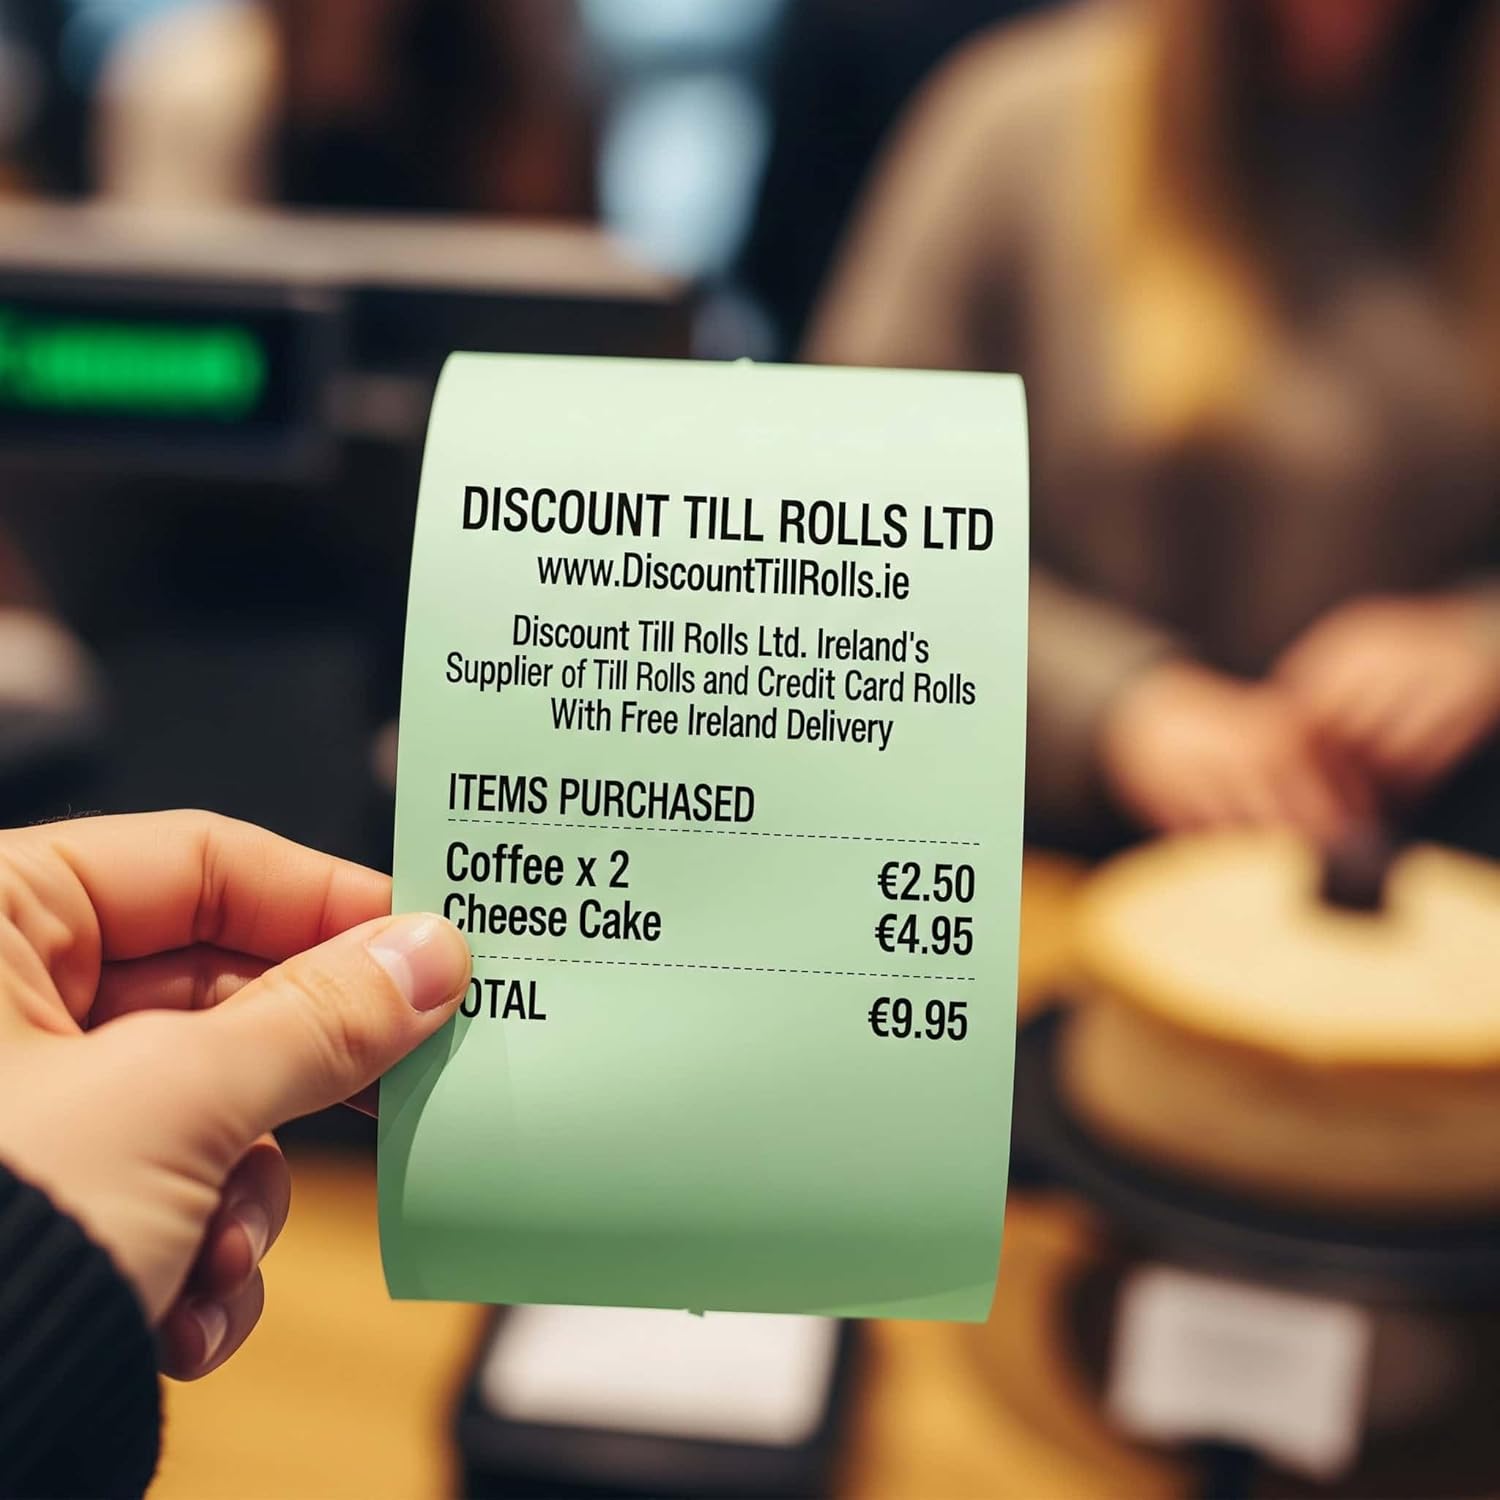 DISCOUNT TILL ROLLS LTD
www.DiscountTillRolls.ie
Discount Till Rolls Ltd. Ireland's
Supplier of Till Rolls and Credit Card Rolls
With Free Ireland Delivery
ITEMS PURCHASED
Coffee x 2 €2.50
Cheese Cake €4.95
OTAL €9.95